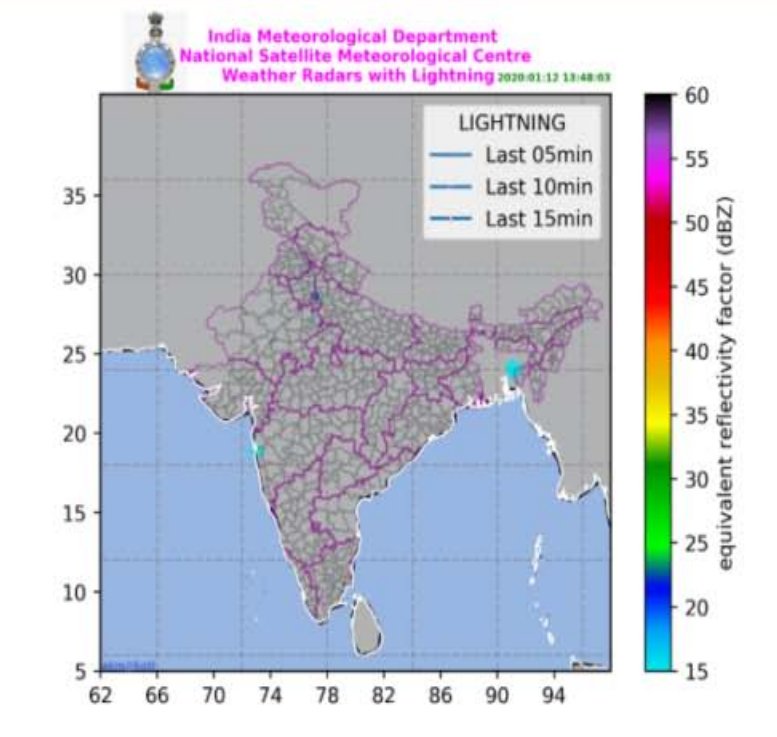 India Meteorological Department
National Satellite Meteorological Centre
Weather Radars with Lightning 2020:01:12 13:48:03
LIGHTNING
Last 05min
Last 10min
Last 15min
35
30
25
20
15
10
5
62 66 70 74 78 82 86 90 94
60
55
50
45
40
35
30
25
20
15
equivalent reflectivity factor (dBZ)